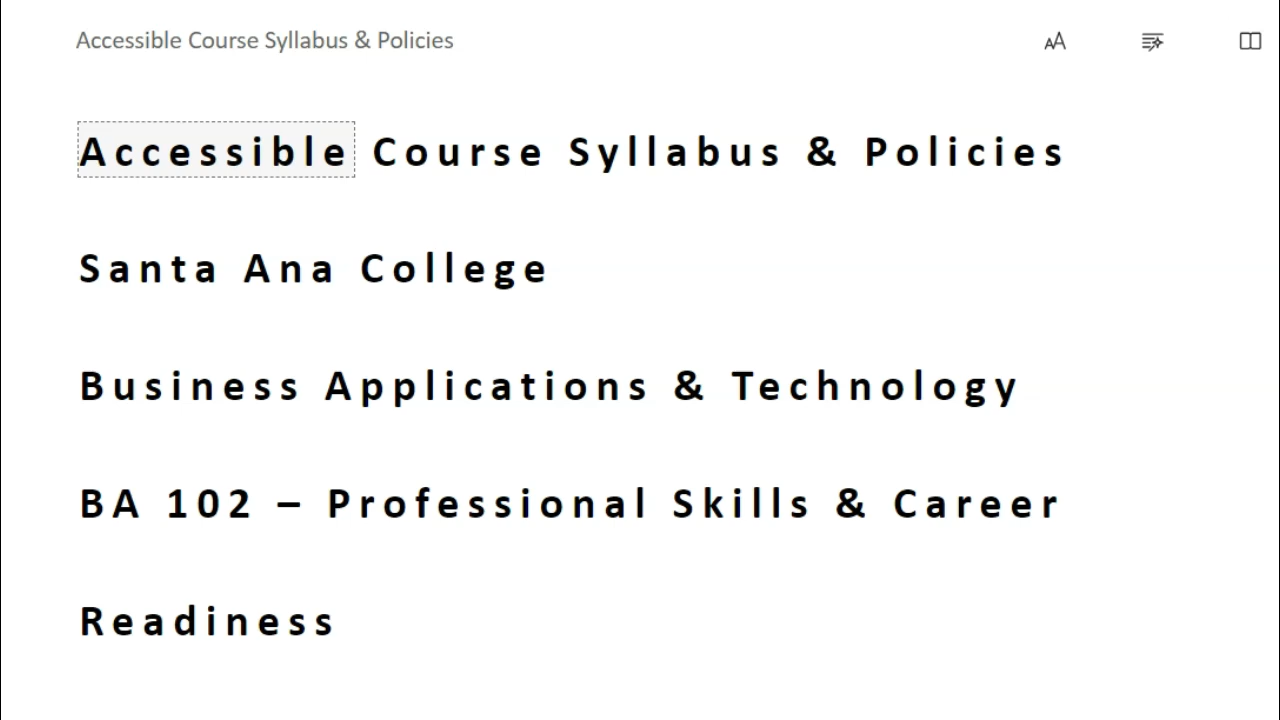 Accessible Course Syllabus & Policies
Accessible Course Syllabus & Policies
Santa Ana College
Business Applications & Technology
BA 102 – Professional Skills & Career
Readiness